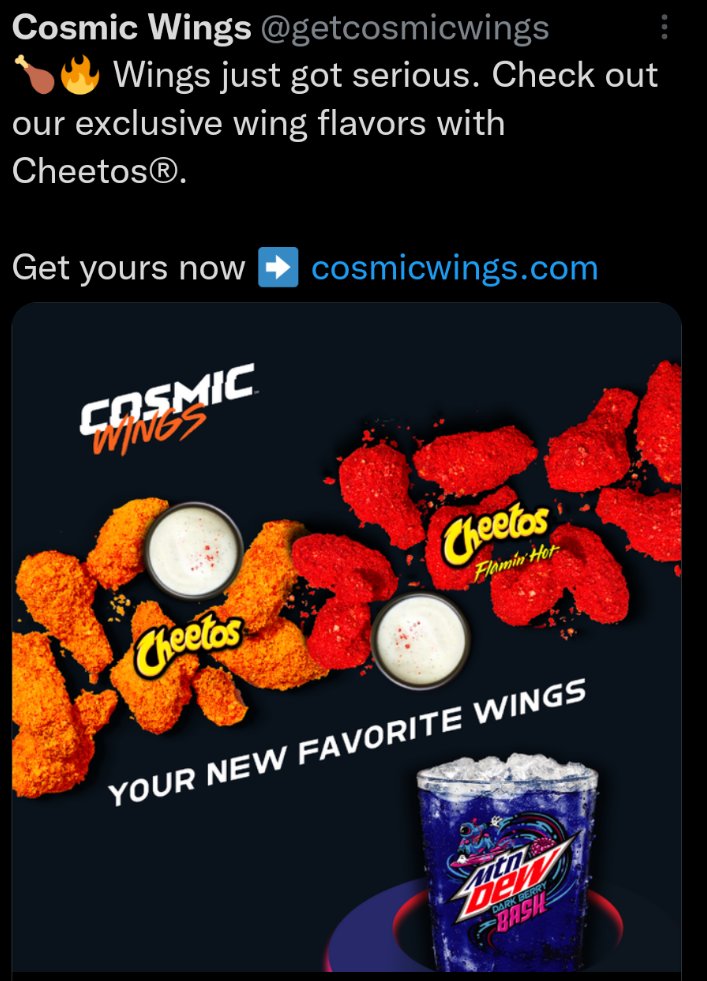 Cosmic Wings @getcosmicwings
🍗🔥 Wings just got serious. Check out
our exclusive wing flavors with
Cheetos®.
Get yours now ➡️ cosmicwings.com
COSMIC
WINGS
Cheetos
Flamin' Hot
Cheetos
YOUR NEW FAVORITE WINGS
Mtn
DEW
DARK BERRY
BASH